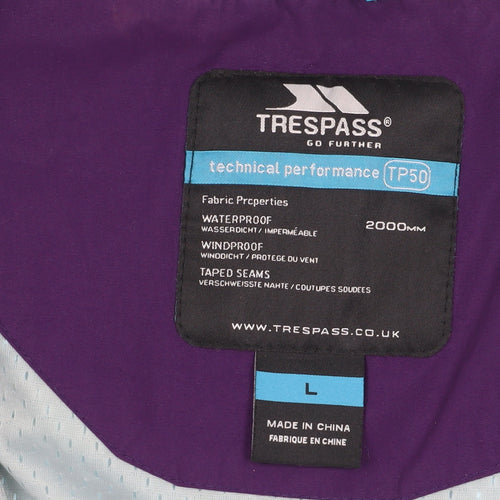 TRESPASS®
GO FURTHER
technical performance TP50
Fabric Properties
WATERPROOF 2000MM
WASSERDICHT / IMPERMÉABLE
WINDPROOF
WINDDICHT / PROTEGE DU VENT
TAPED SEAMS
VERSCHWEISSTE NAHTE / COUTUPES SOUDEES
WWW.TRESPASS.CO.UK
L
MADE IN CHINA
FABRIQUE EN CHINE